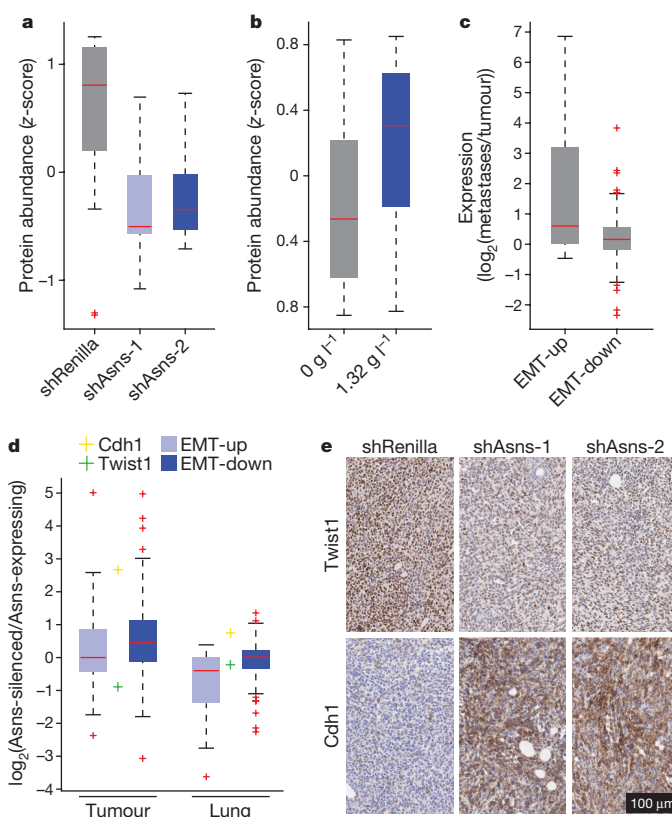 a
Protein abundance (z-score)
1
0
−1
shRenilla
shAsns-1
shAsns-2
b
Protein abundance (z-score)
0.8
0.4
0
0.4
0.8
0 g l−1
1.32 g l−1
c
Expression
(log2(metastases/tumour))
7
6
5
4
3
2
1
0
−1
−2
EMT-up
EMT-down
d
Cdh1
Twist1
EMT-up
EMT-down
log2(Asns-silenced/Asns-expressing)
5
4
3
2
1
0
−1
−2
−3
−4
Tumour
Lung
e
shRenilla shAsns-1 shAsns-2
Twist1
Cdh1
100 μm